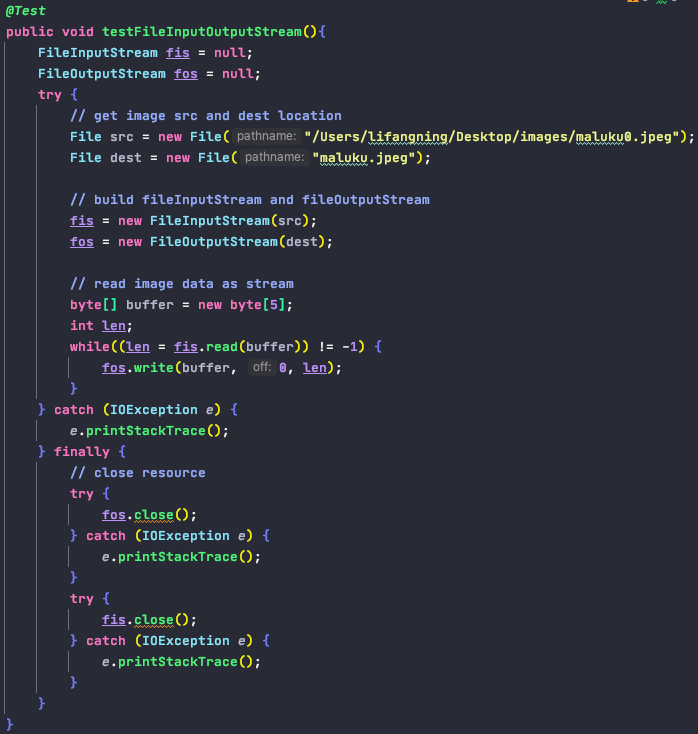 @Test
public void testFileInputOutputStream(){
    FileInputStream fis = null;
    FileOutputStream fos = null;
    try {
        // get image src and dest location
        File src = new File( pathname: "/Users/lifangning/Desktop/images/maluku0.jpeg");
        File dest = new File( pathname: "maluku.jpeg");

        // build fileInputStream and fileOutputStream
        fis = new FileInputStream(src);
        fos = new FileOutputStream(dest);

        // read image data as stream
        byte[] buffer = new byte[5];
        int len;
        while((len = fis.read(buffer)) != -1) {
            fos.write(buffer, off: 0, len);
        }
    } catch (IOException e) {
        e.printStackTrace();
    } finally {
        // close resource
        try {
            fos.close();
        } catch (IOException e) {
            e.printStackTrace();
        }
        try {
            fis.close();
        } catch (IOException e) {
            e.printStackTrace();
        }
    }
}